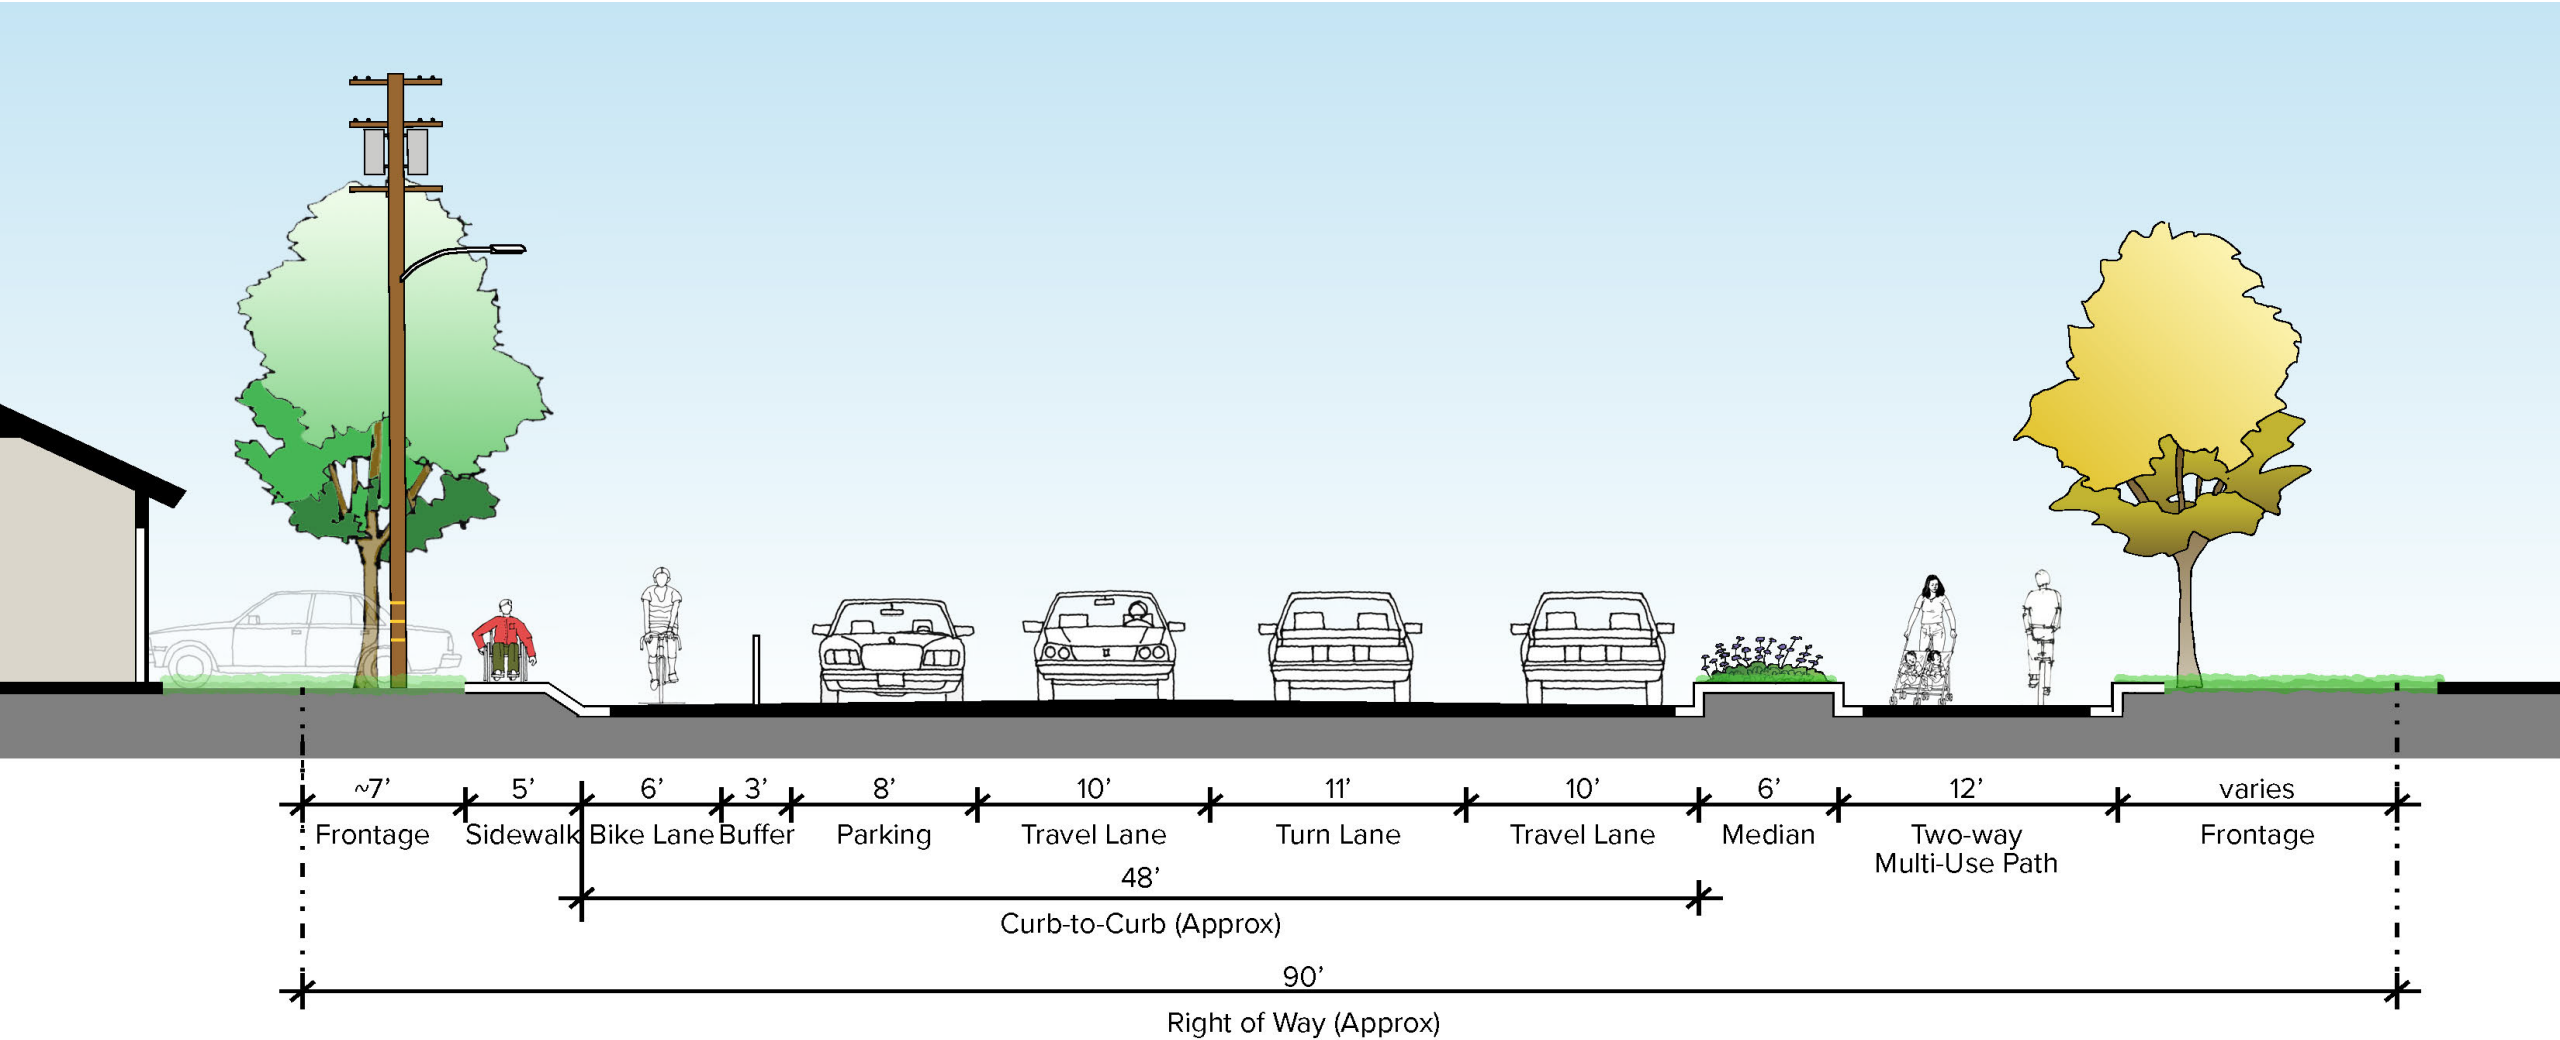 ~7’ 5’ 6’ 3’ 8’ 10’ 11’ 10’ 6’ 12’ varies
Frontage Sidewalk Bike Lane Buffer Parking Travel Lane Turn Lane Travel Lane Median Two-way Frontage
Multi-Use Path
48’
Curb-to-Curb (Approx)
90’
Right of Way (Approx)